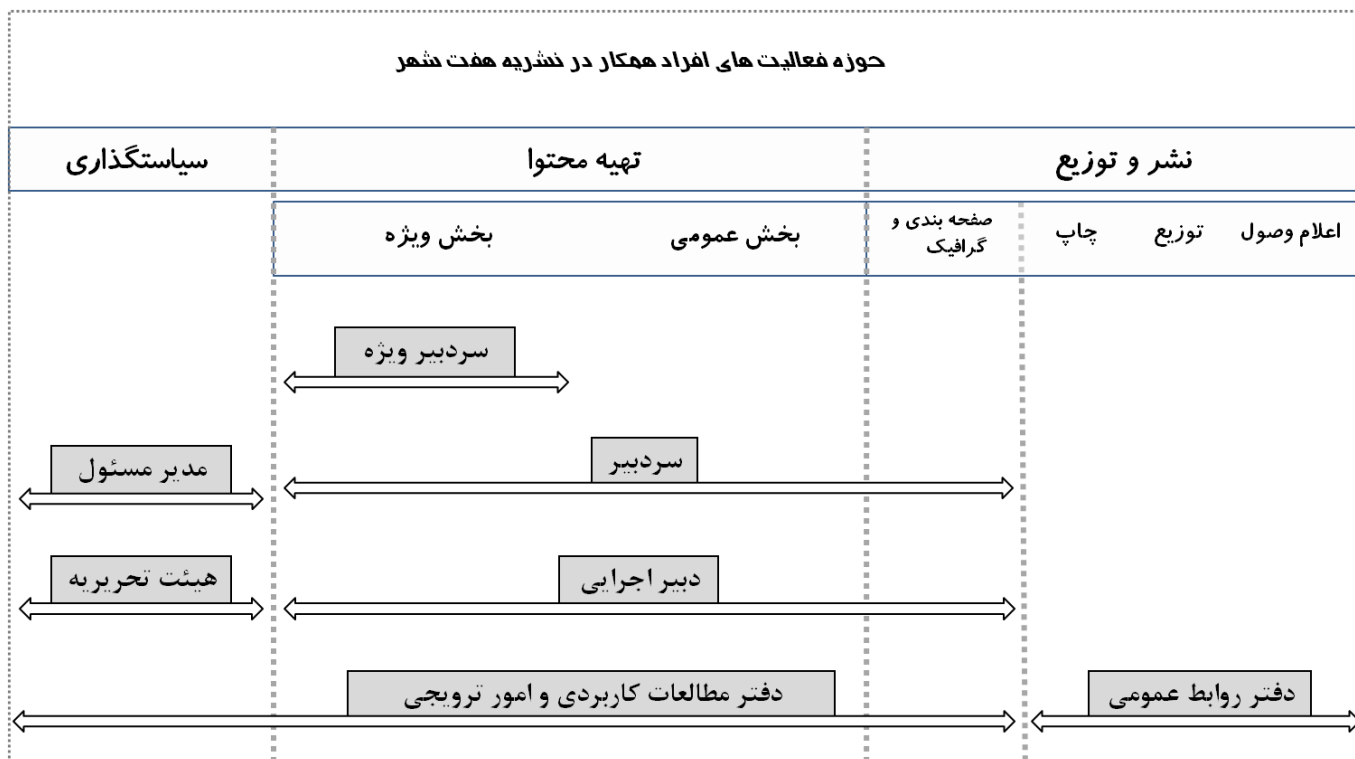 حوزه فعالیت های افراد همکار در نشریه هفت شهر
نشر و توزیع
تهیه محتوا
سیاستگذاری
اعلام وصول
توزیع
چاپ
صفحه بندی و
گرافیک
بخش عمومی
بخش ویژه
سردبیر ویژه
سردبیر
مدیر مسئول
دبیر اجرایی
هیئت تحریریه
دفتر روابط عمومی
دفتر مطالعات کاربردی و امور ترویجی